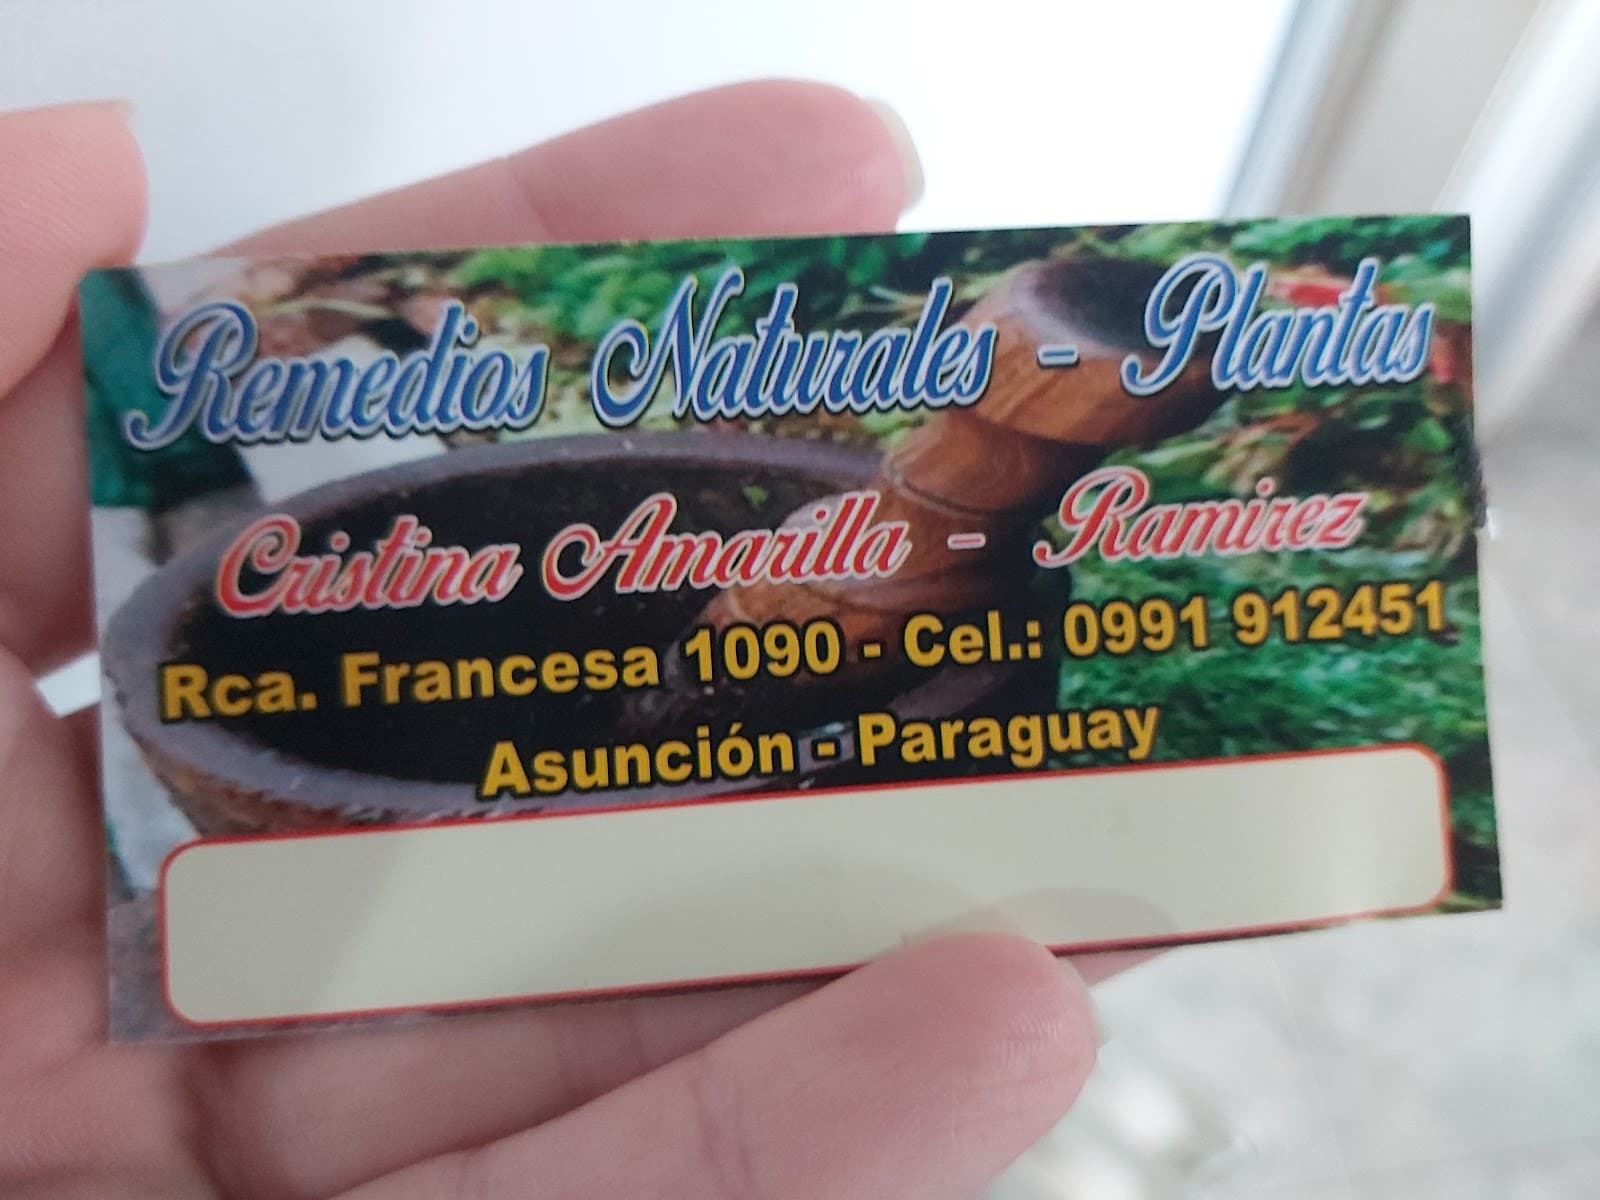 Remedios Naturales - Plantas
Cristina Amarilla - Ramirez
Rca. Francesa 1090 - Cel.: 0991 912451
Asunción - Paraguay